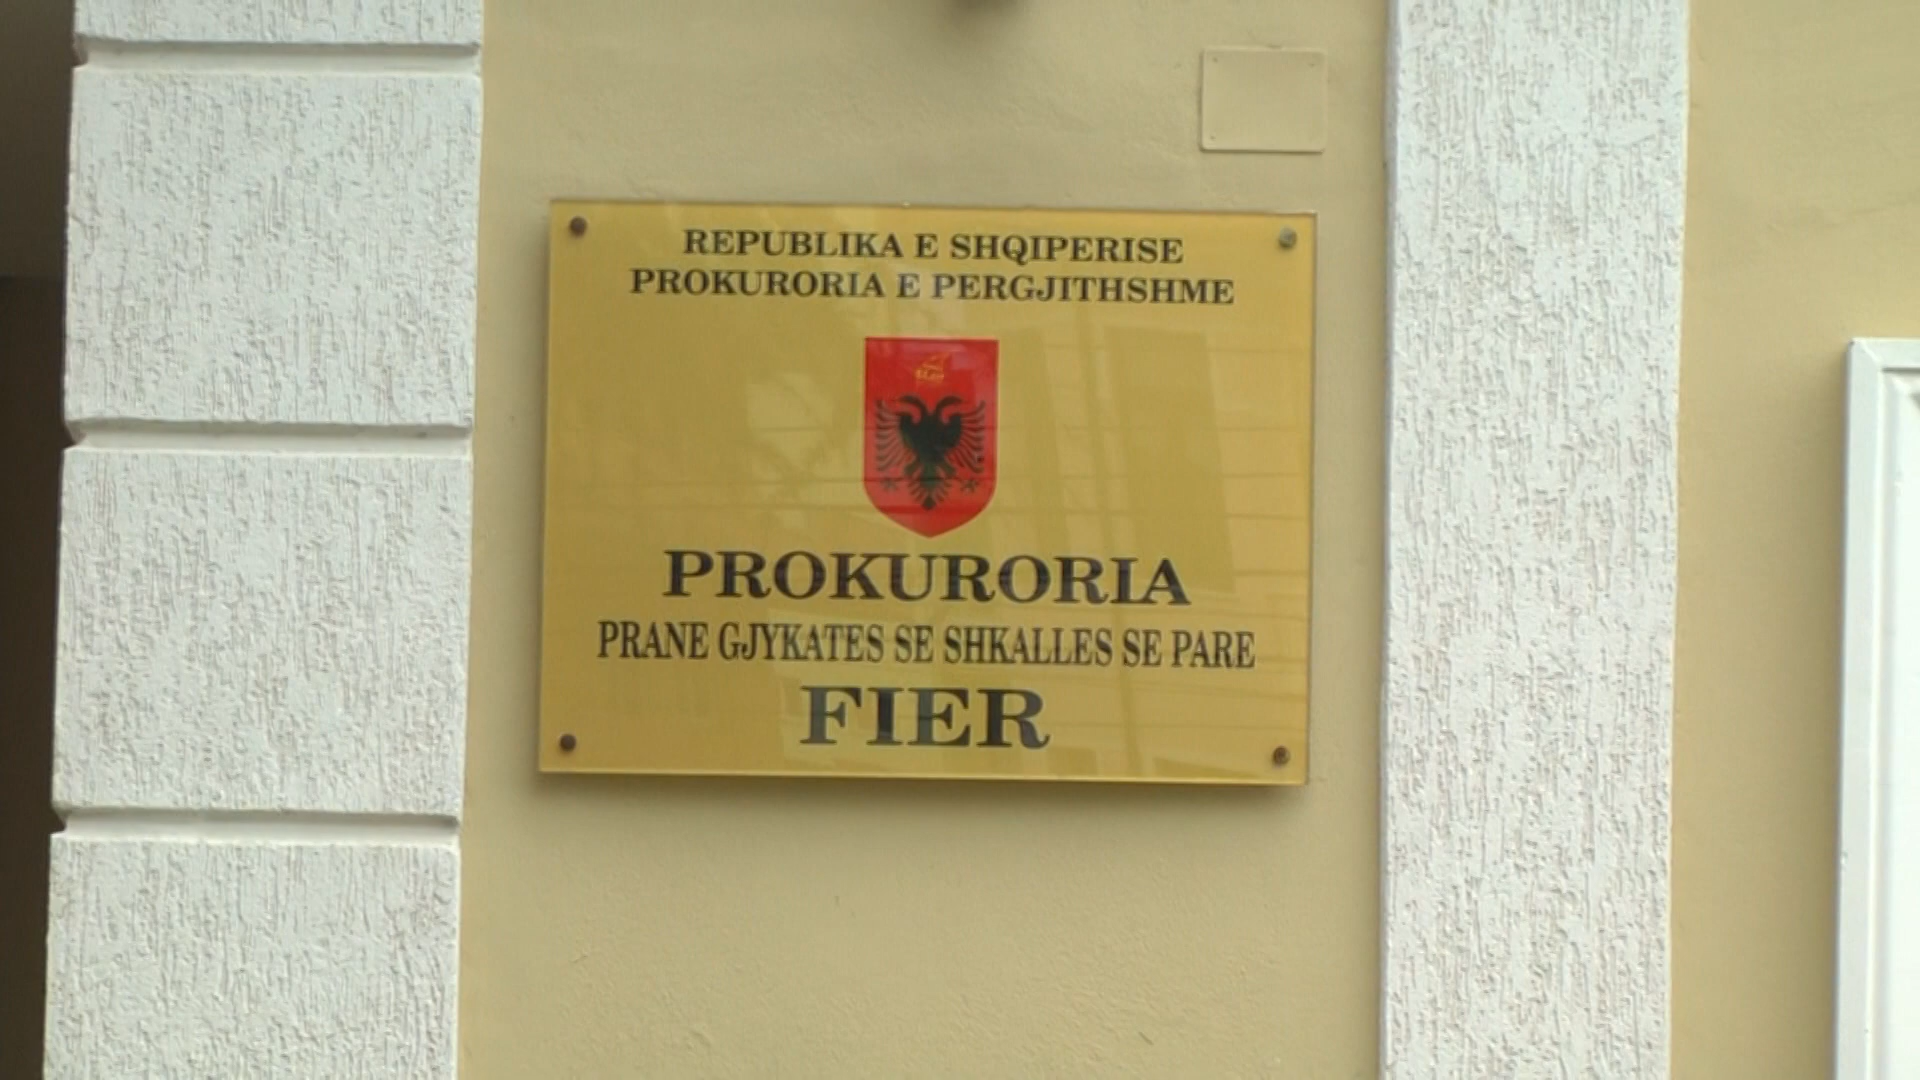 REPUBLIKA E SHQIPERISE
PROKURORIA E PERGJITHSHME
PROKURORIA
PRANE GJYKATES SE SHKALLES SE PARE
FIER